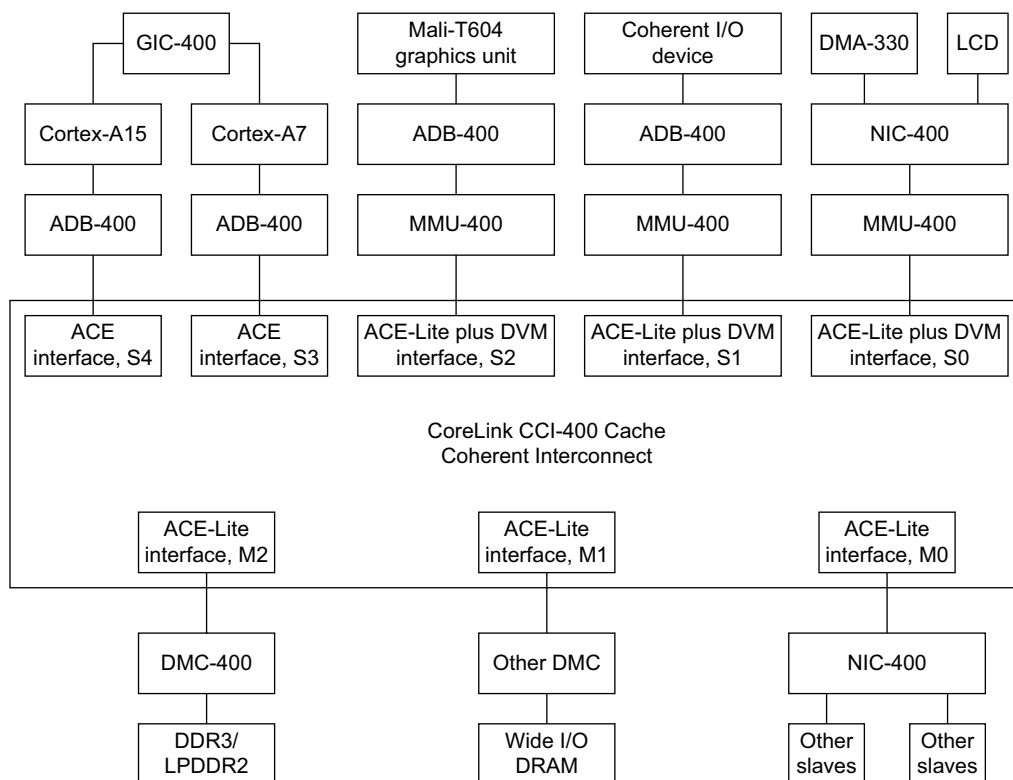 GIC-400
Mali-T604
graphics unit
Coherent I/O
device
DMA-330
LCD
Cortex-A15
Cortex-A7
ADB-400
ADB-400
NIC-400
ADB-400
ADB-400
MMU-400
MMU-400
MMU-400
ACE
interface, S4
ACE
interface, S3
ACE-Lite plus DVM
interface, S2
ACE-Lite plus DVM
interface, S1
ACE-Lite plus DVM
interface, S0
CoreLink CCI-400 Cache
Coherent Interconnect
ACE-Lite
interface, M2
ACE-Lite
interface, M1
ACE-Lite
interface, M0
DMC-400
Other DMC
NIC-400
DDR3/
LPDDR2
Wide I/O
DRAM
Other
slaves
Other
slaves